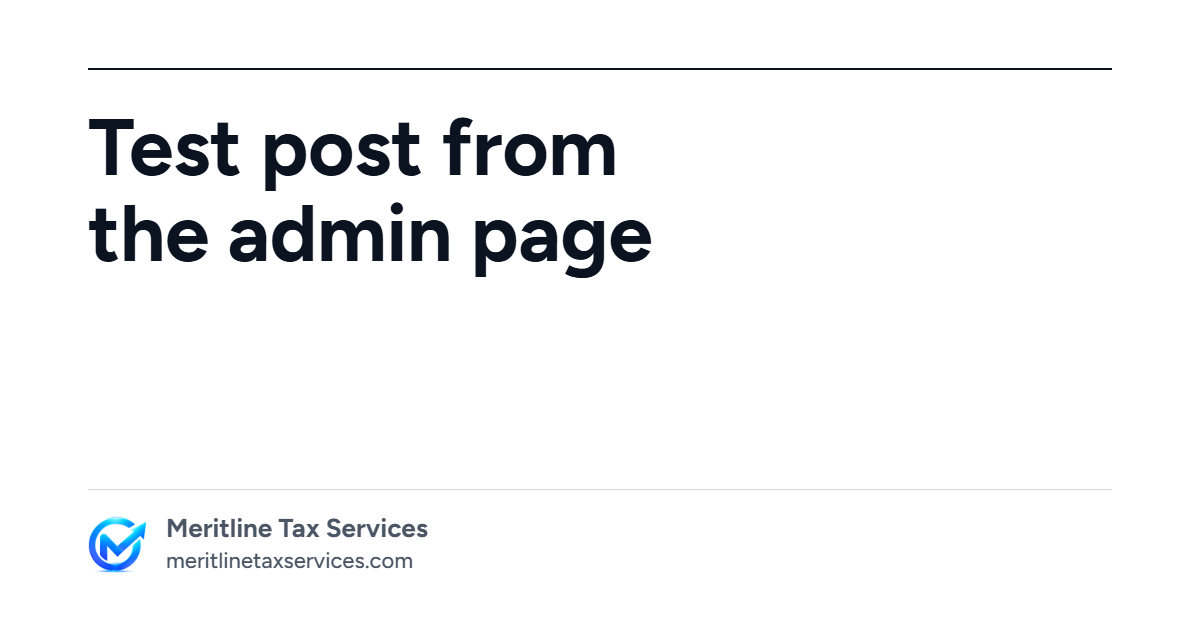 Test post from
the admin page
Meritline Tax Services
meritlinetaxservices.com